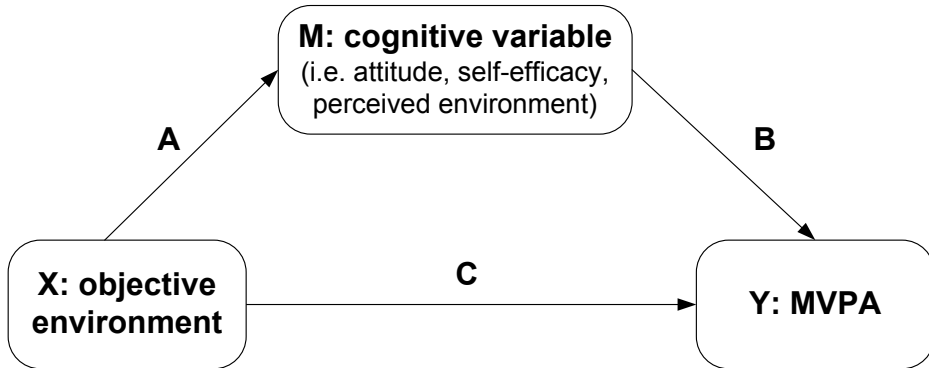 M: cognitive variable
(i.e. attitude, self-efficacy,
perceived environment)
A
B
X: objective
environment
C
Y: MVPA